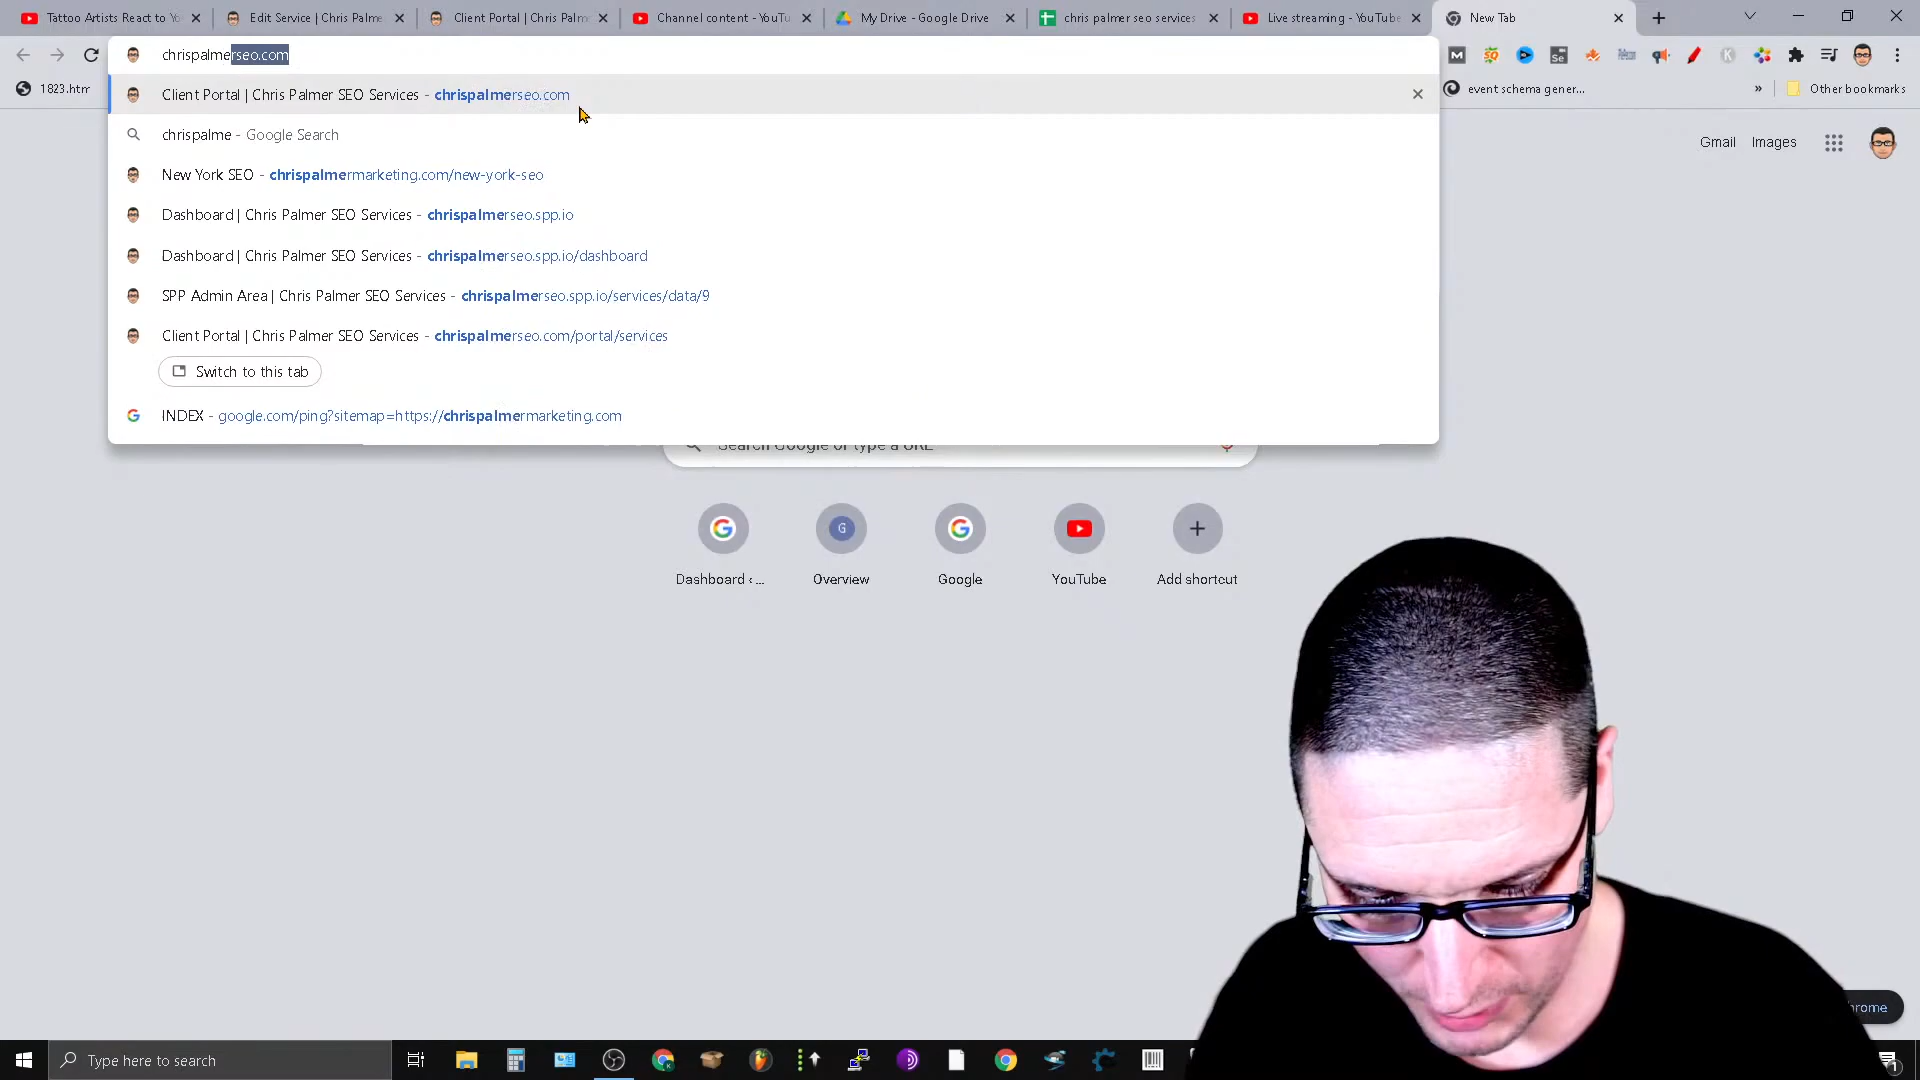 Tattoo Artists React to Yo
Edit Service | Chris Palme
Client Portal | Chris Palm
Channel content - YouTu
My Drive - Google Drive
chris palmer seo services
Live streaming - YouTube
New Tab
chrispalmerseo.com
1823.htm
event schema gener...
»
Other bookmarks
Client Portal | Chris Palmer SEO Services - chrispalmerseo.com
chrispalme - Google Search
New York SEO - chrispalmermarketing.com/new-york-seo
Dashboard | Chris Palmer SEO Services - chrispalmerseo.spp.io
Dashboard | Chris Palmer SEO Services - chrispalmerseo.spp.io/dashboard
SPP Admin Area | Chris Palmer SEO Services - chrispalmerseo.spp.io/services/data/9
Client Portal | Chris Palmer SEO Services - chrispalmerseo.com/portal/services
Switch to this tab
INDEX - google.com/ping?sitemap=https://chrispalmermarketing.com
Gmail
Images
Search Google or type a URL
Dashboard ‹ ...
Overview
Google
YouTube
Add shortcut
Type here to search